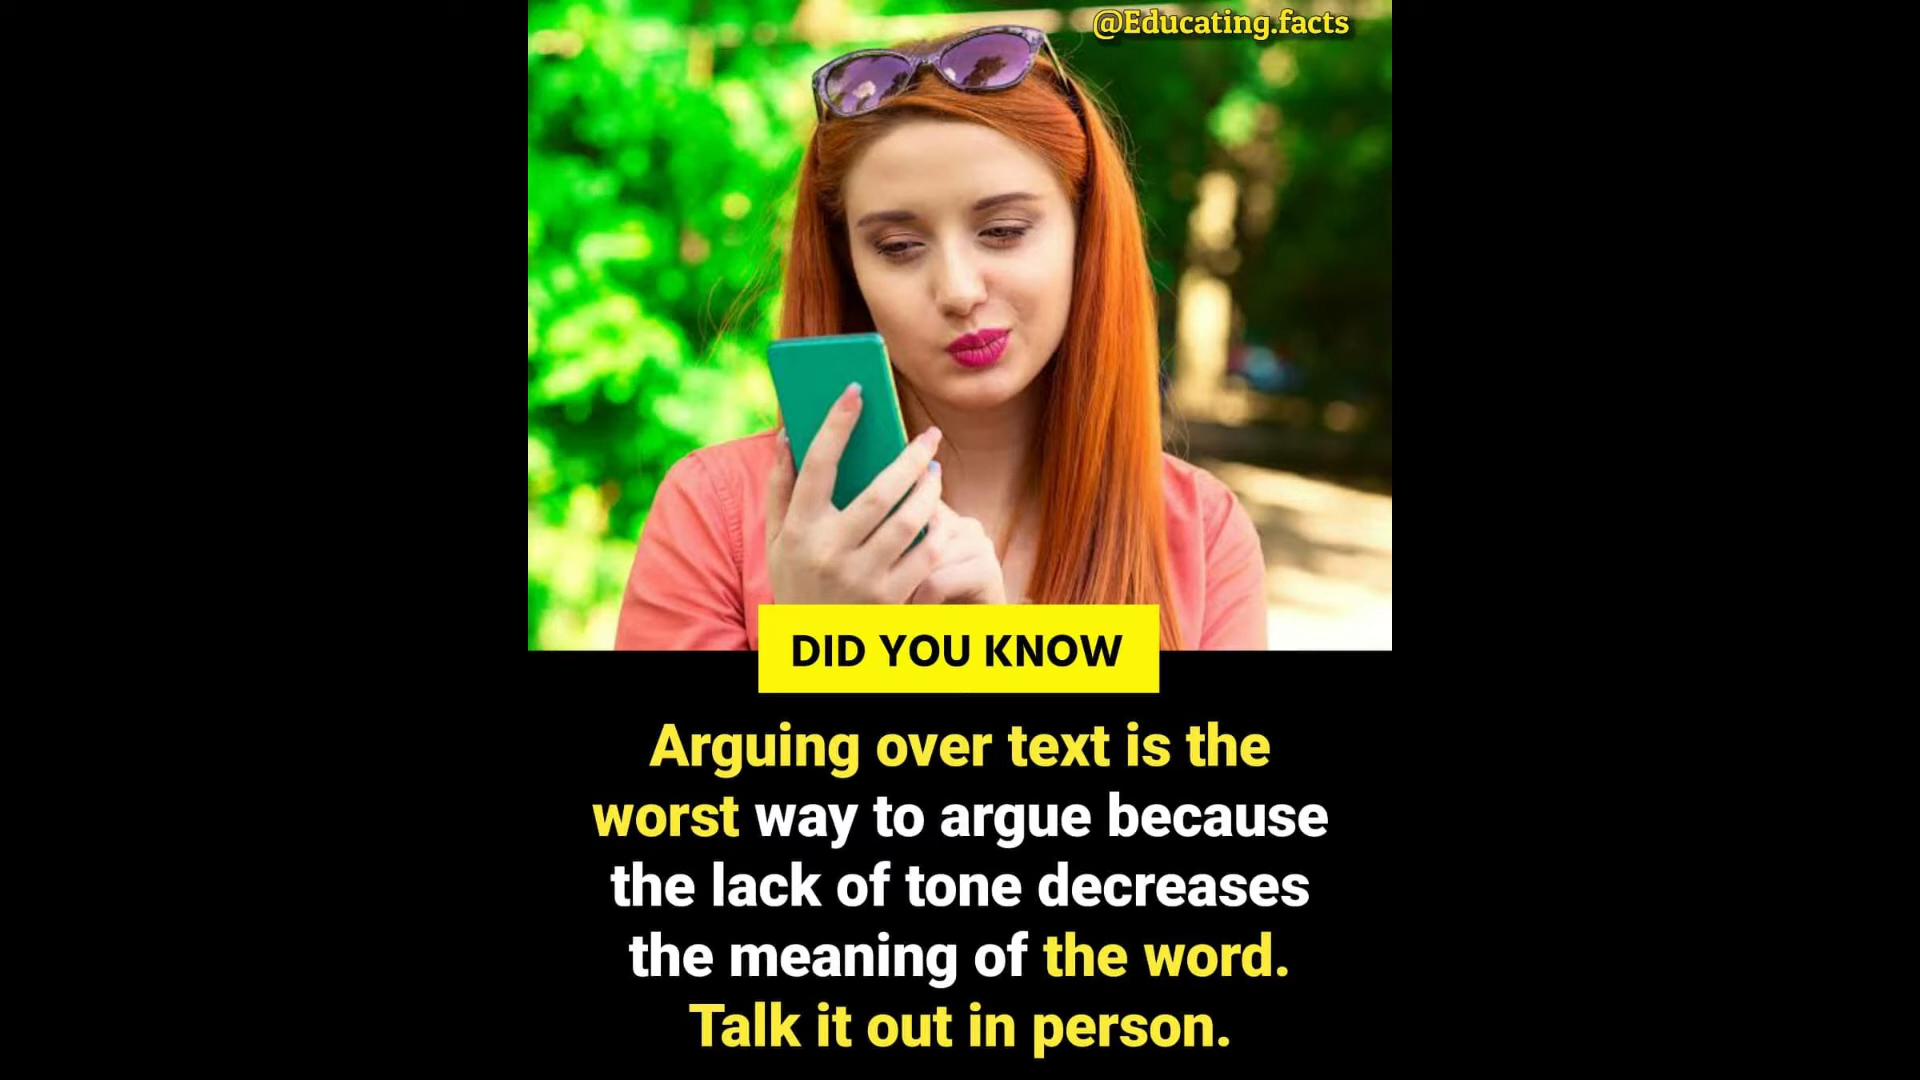 @Educating.facts
DID YOU KNOW
Arguing over text is the
worst way to argue because
the lack of tone decreases
the meaning of the word.
Talk it out in person.